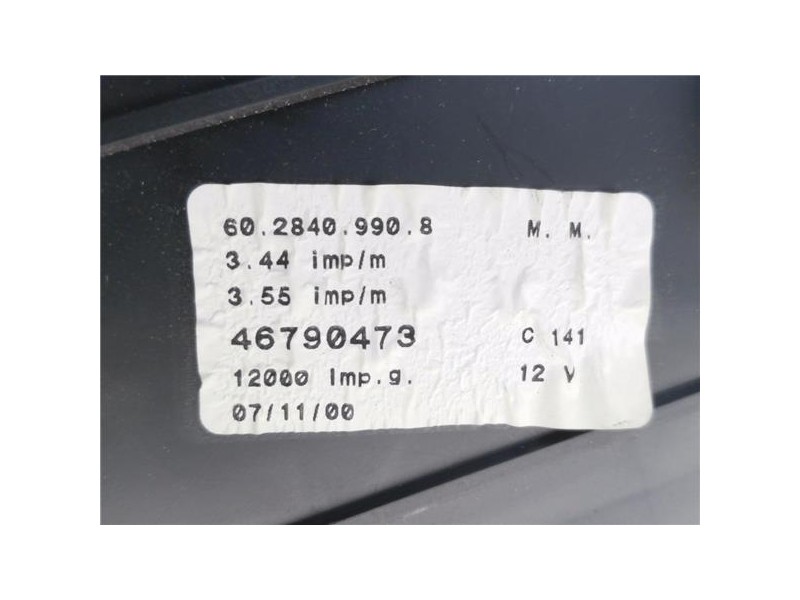 60.2840.990.8 M. M.
3.44 imp/m
3.55 imp/m
46790473 C 141
12000 Imp.g. 12 V
07/11/00